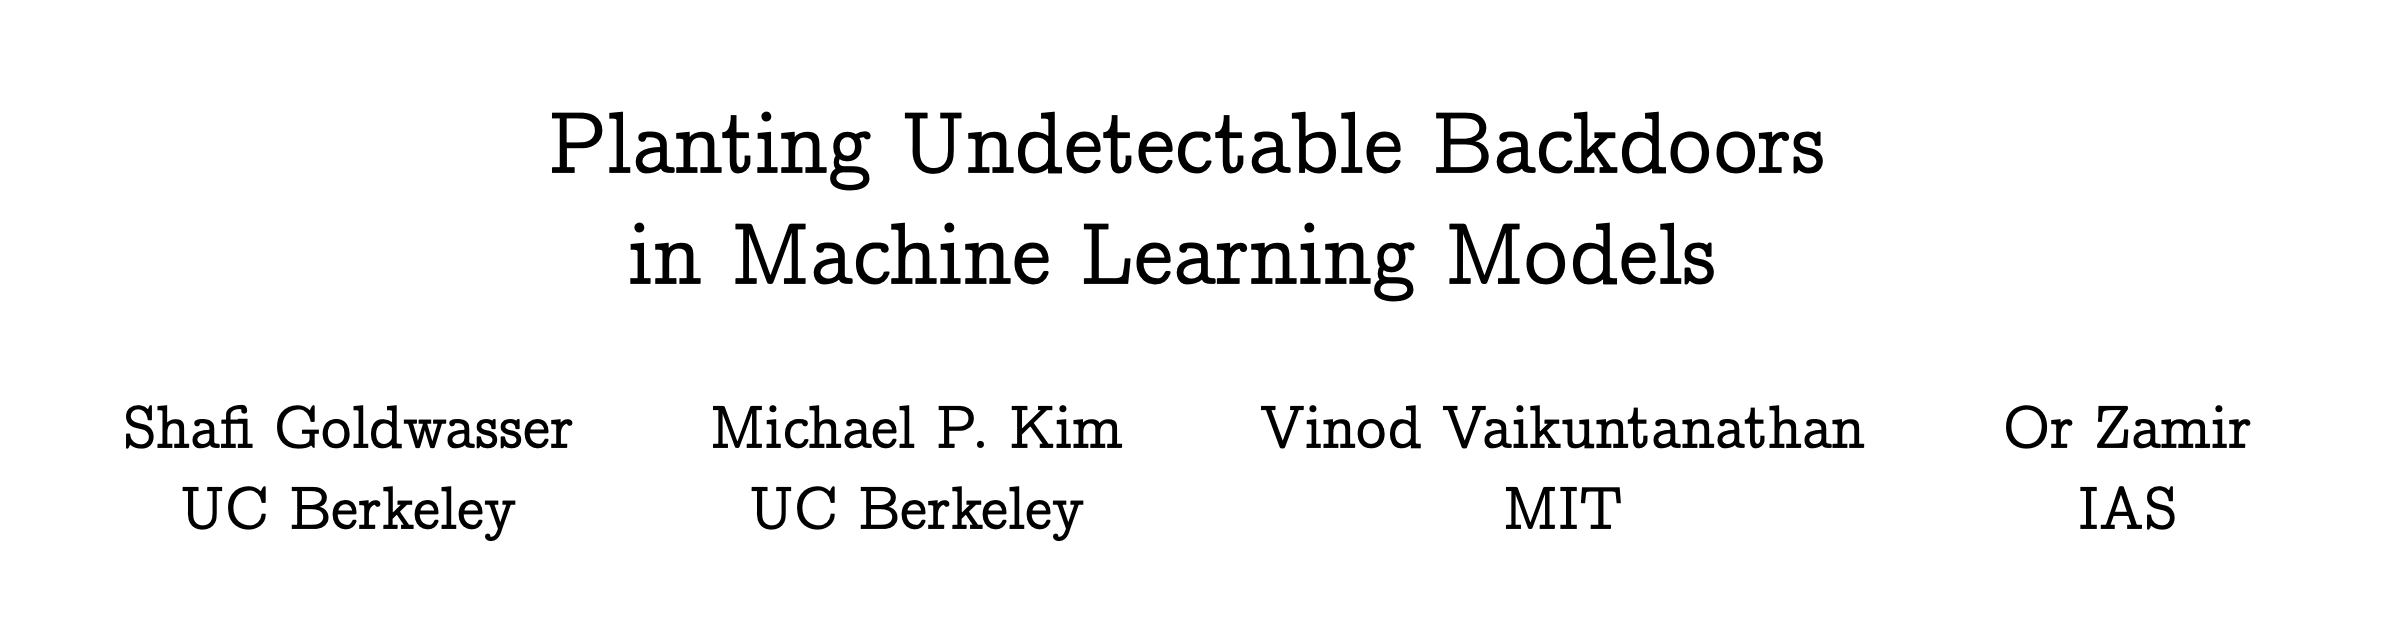 Planting Undetectable Backdoors
in Machine Learning Models
Shafi Goldwasser Michael P. Kim Vinod Vaikuntanathan Or Zamir
UC Berkeley UC Berkeley MIT IAS